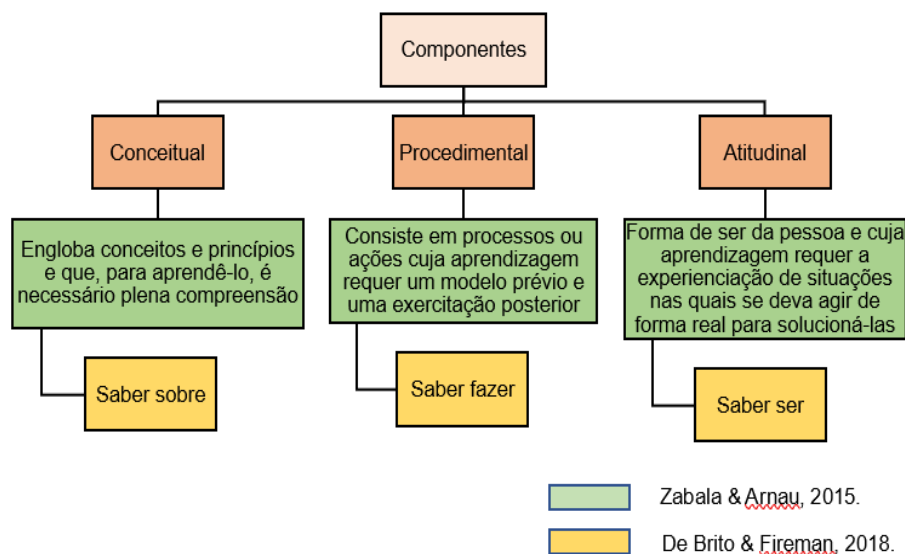 Componentes
Conceitual
Procedimental
Atitudinal
Engloba conceitos e princípios
e que, para aprendê-lo, é
necessário plena compreensão
Consiste em processos ou
ações cuja aprendizagem
requer um modelo prévio e
uma exercitação posterior
Forma de ser da pessoa e cuja
aprendizagem requer a
experienciação de situações
nas quais se deva agir de
forma real para solucioná-las
Saber sobre
Saber fazer
Saber ser
Zabala & Arnau, 2015.
De Brito & Fireman, 2018.